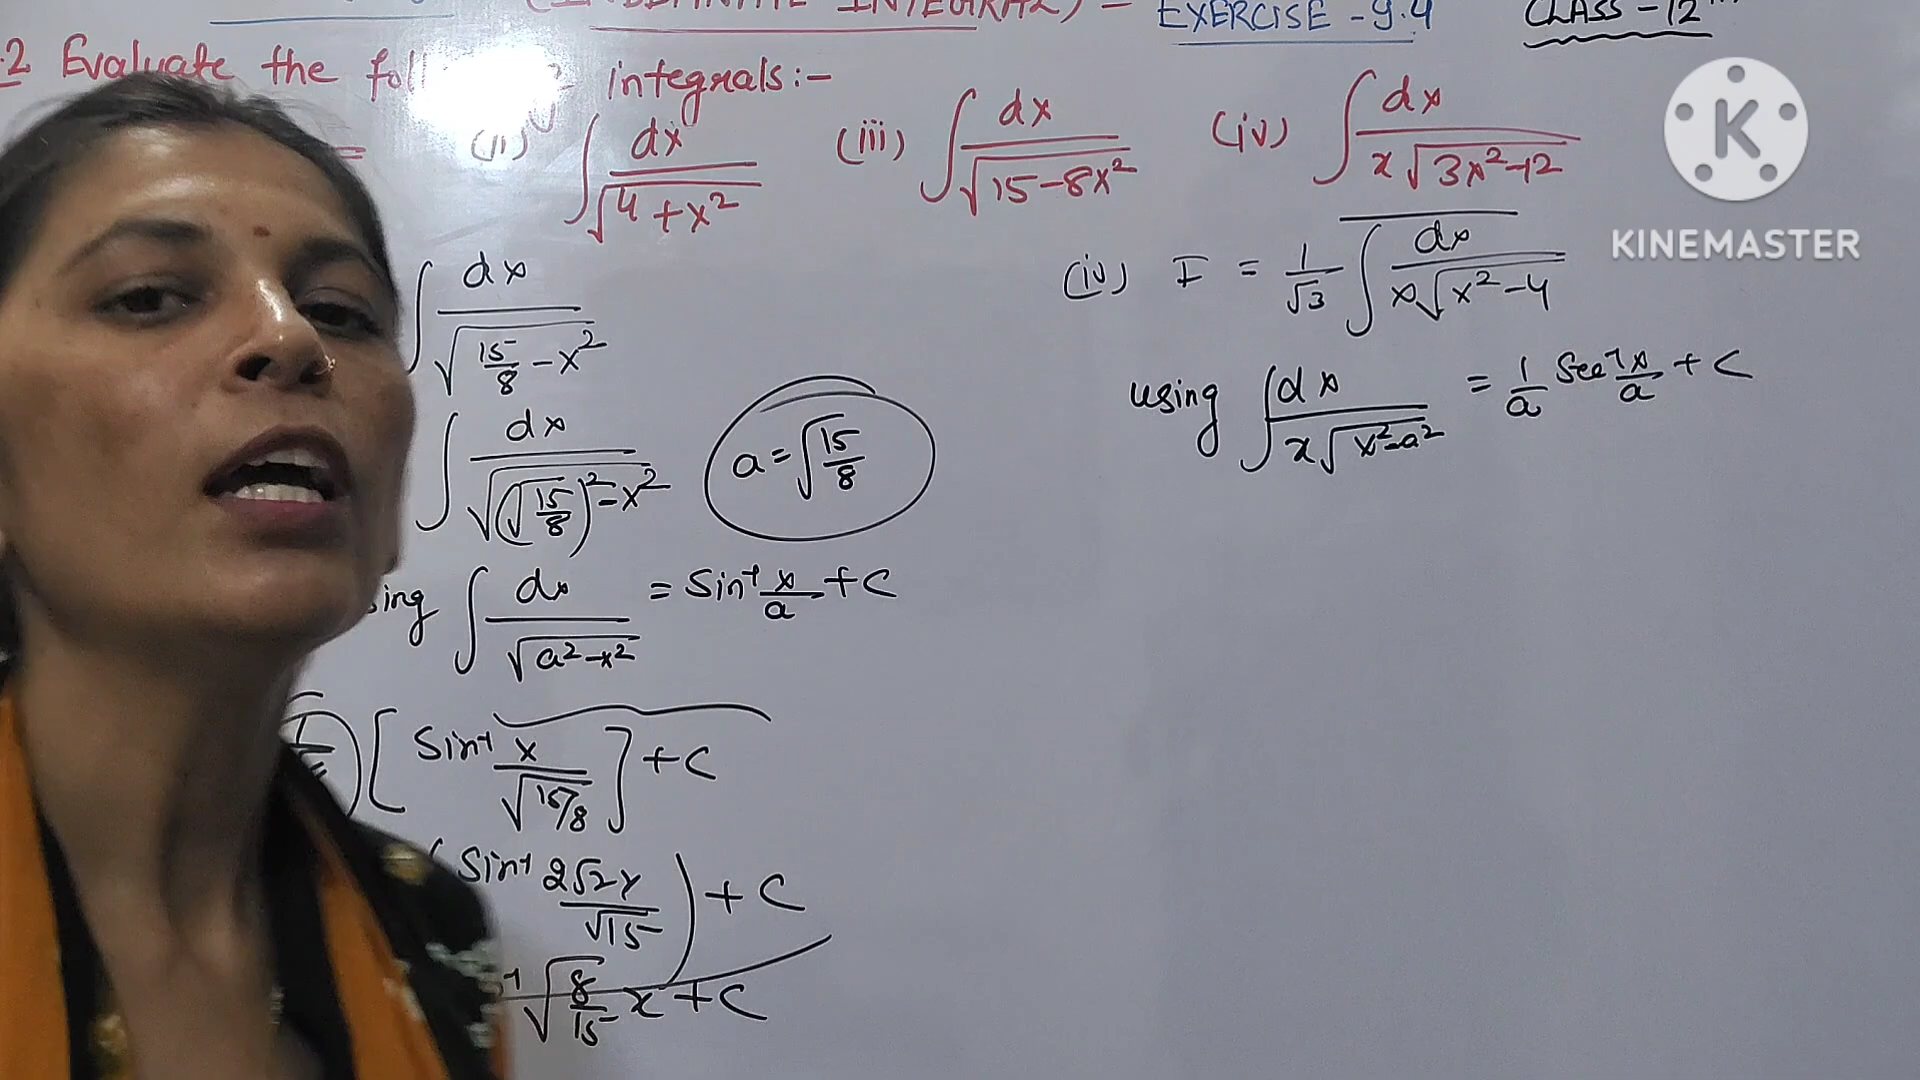 (INDEFINITE INTEGRAL) - EXERCISE - 9.4 CLASS - 12th
.2 Evaluate the integrals :-
(ii) ∫ dx/√(4 + x²) (iii) ∫ dx/√(15 - 8x²) (iv) ∫ dx/(x√(3x² - 12))
∫ dx/√(15/8 - x²)
∫ dx/√((√(15/8))² - x²) a = √(15/8)
∫ dx/√(a² - x²) = Sin⁻¹ x/a + C
[Sin⁻¹ x/√(15/8)] + C
Sin⁻¹ 2√2x/√15) + C
√(8/15) x + C
(iv) I = 1/√3 ∫ dx/(x√(x² - 4))
using ∫ dx/(x√(x² - a²)) = 1/a Sec⁻¹ x/a + C
K
KINEMASTER